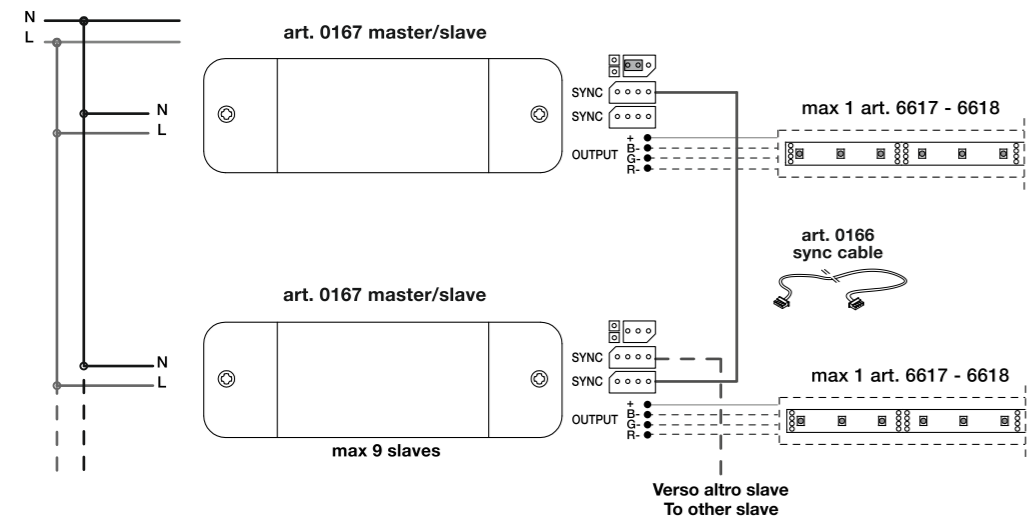 N
L
art. 0167 master/slave
N
L
SYNC
SYNC
OUTPUT
+
B-
G-
R-
max 1 art. 6617 - 6618
art. 0166
sync cable
art. 0167 master/slave
N
L
SYNC
SYNC
OUTPUT
+
B-
G-
R-
max 1 art. 6617 - 6618
max 9 slaves
Verso altro slave
To other slave